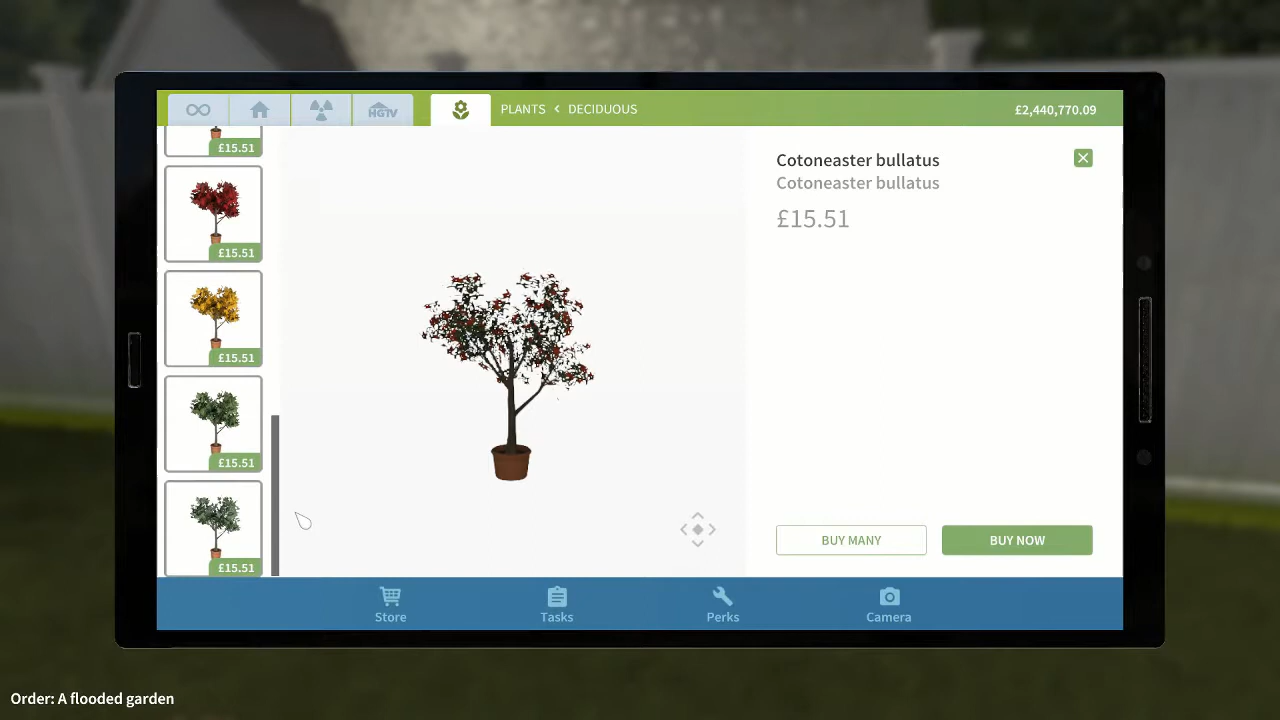 HGTV
PLANTS < DECIDUOUS
£2,440,770.09
£15.51
£15.51
£15.51
£15.51
£15.51
Cotoneaster bullatus
Cotoneaster bullatus
£15.51
BUY MANY
BUY NOW
Store
Tasks
Perks
Camera
Order: A flooded garden